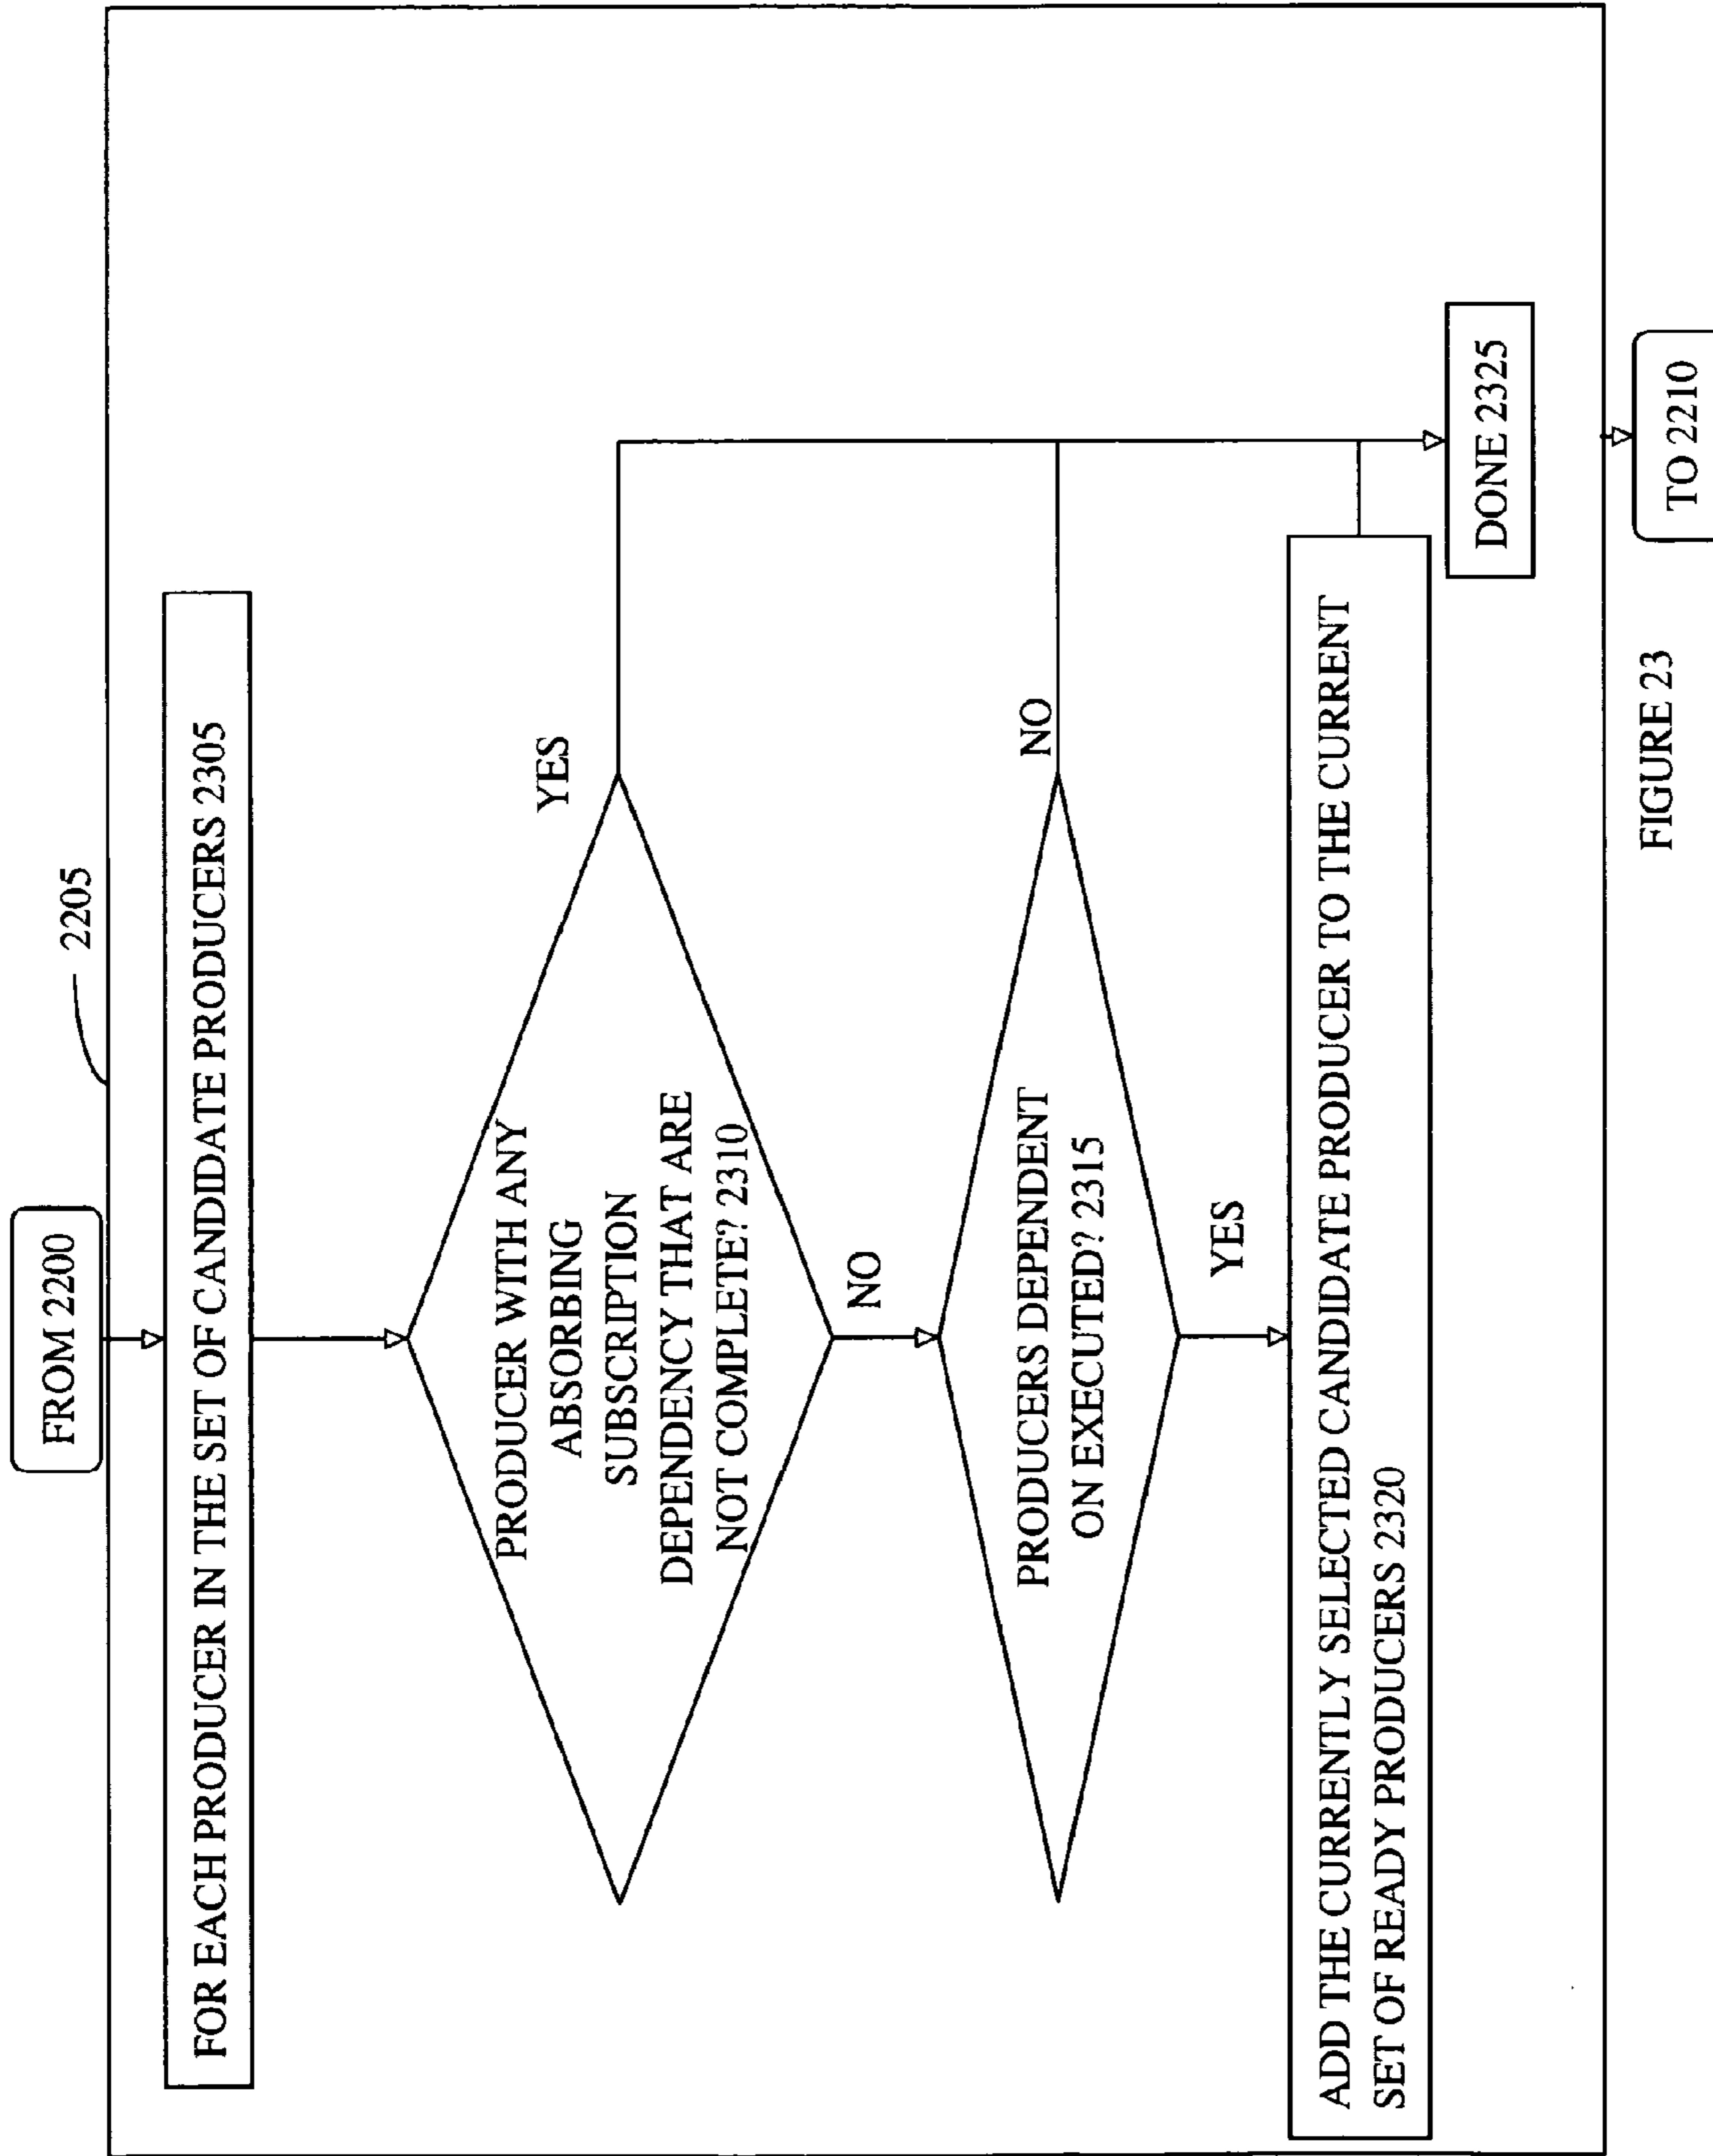 FROM 2200
2205
FOR EACH PRODUCER IN THE SET OF CANDIDATE PRODUCERS 2305
PRODUCER WITH ANY
ABSORBING
SUBSCRIPTION
DEPENDENCY THAT ARE
NOT COMPLETE? 2310
YES
NO
PRODUCERS DEPENDENT
ON EXECUTED? 2315
NO
YES
ADD THE CURRENTLY SELECTED CANDIDATE PRODUCER TO THE CURRENT
SET OF READY PRODUCERS 2320
DONE 2325
FIGURE 23
TO 2210